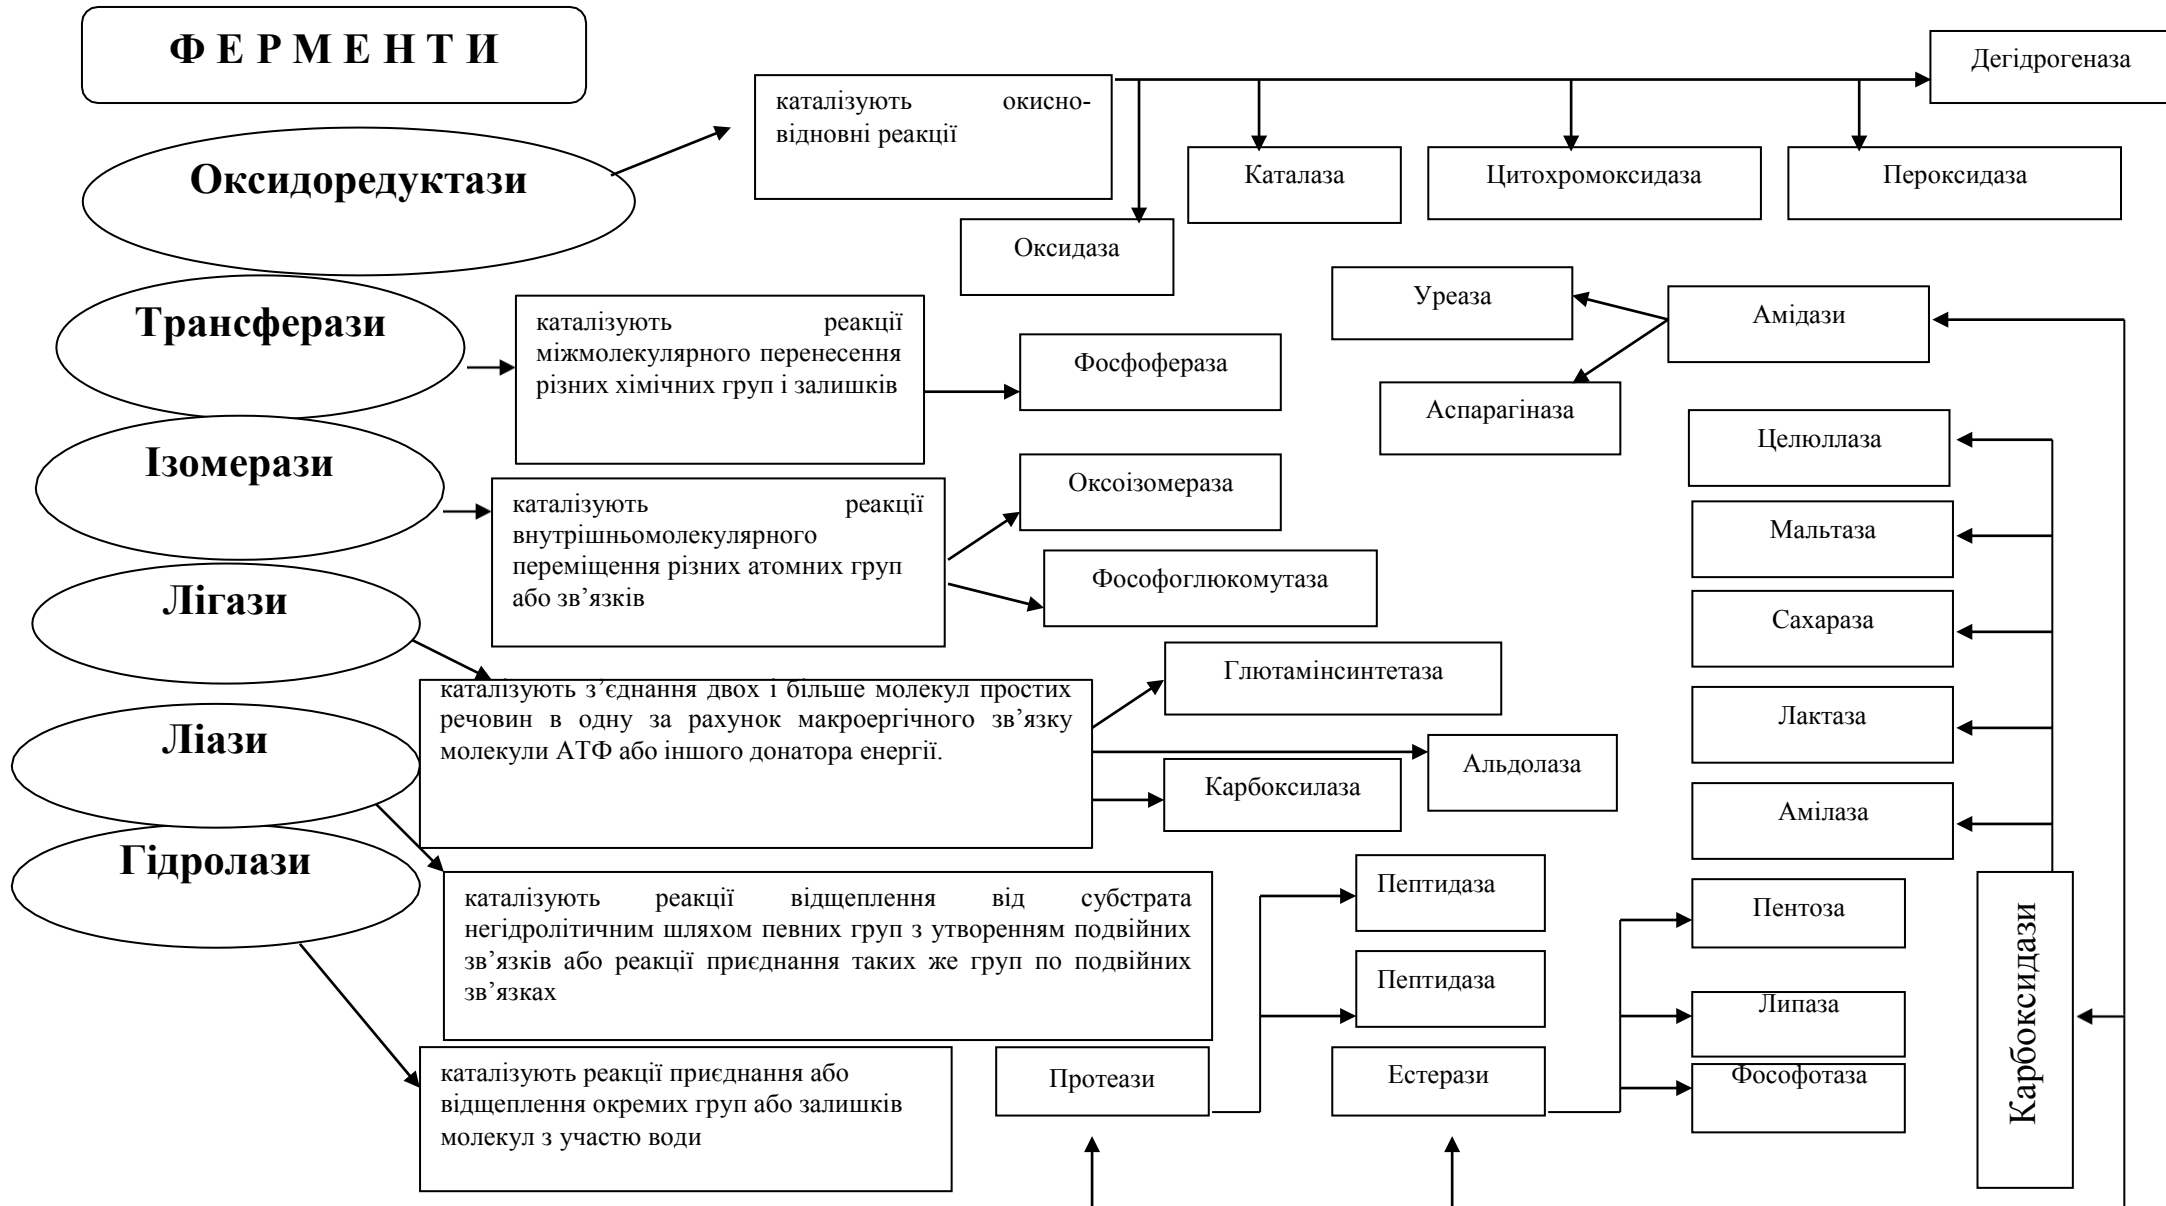 Ф Е Р М Е Н Т И
Дегідрогеназа
каталізують окисно-
відновні реакції
Оксидоредуктази
Каталаза
Цитохромоксидаза
Пероксидаза
Оксидаза
Трансферази
каталізують реакції
міжмолекулярного перенесення
різних хімічних груп і залишків
Фосфофераза
Уреаза
Амідази
Аспарагіназа
Ізомерази
каталізують реакції
внутрішньомолекулярного
переміщення різних атомних груп
або зв’язків
Оксоізомераза
Фософоглюкомутаза
Целюллаза
Мальтаза
Сахараза
Лактаза
Амілаза
Лігази
каталізують з’єднання двох і більше молекул простих
речовин в одну за рахунок макроергічного зв’язку
молекули АТФ або іншого донатора енергії.
Глютамінсинтетаза
Альдолаза
Карбоксилаза
Ліази
каталізують реакції відщеплення від субстрата
негідролітичним шляхом певних груп з утворенням подвійних
зв’язків або реакції приєднання таких же груп по подвійних
зв’язках
Гідролази
каталізують реакції приєднання або
відщеплення окремих груп або залишків
молекул з участю води
Пептидаза
Пептидаза
Протеази
Естерази
Пентоза
Липаза
Фософотаза
Карбоксидази